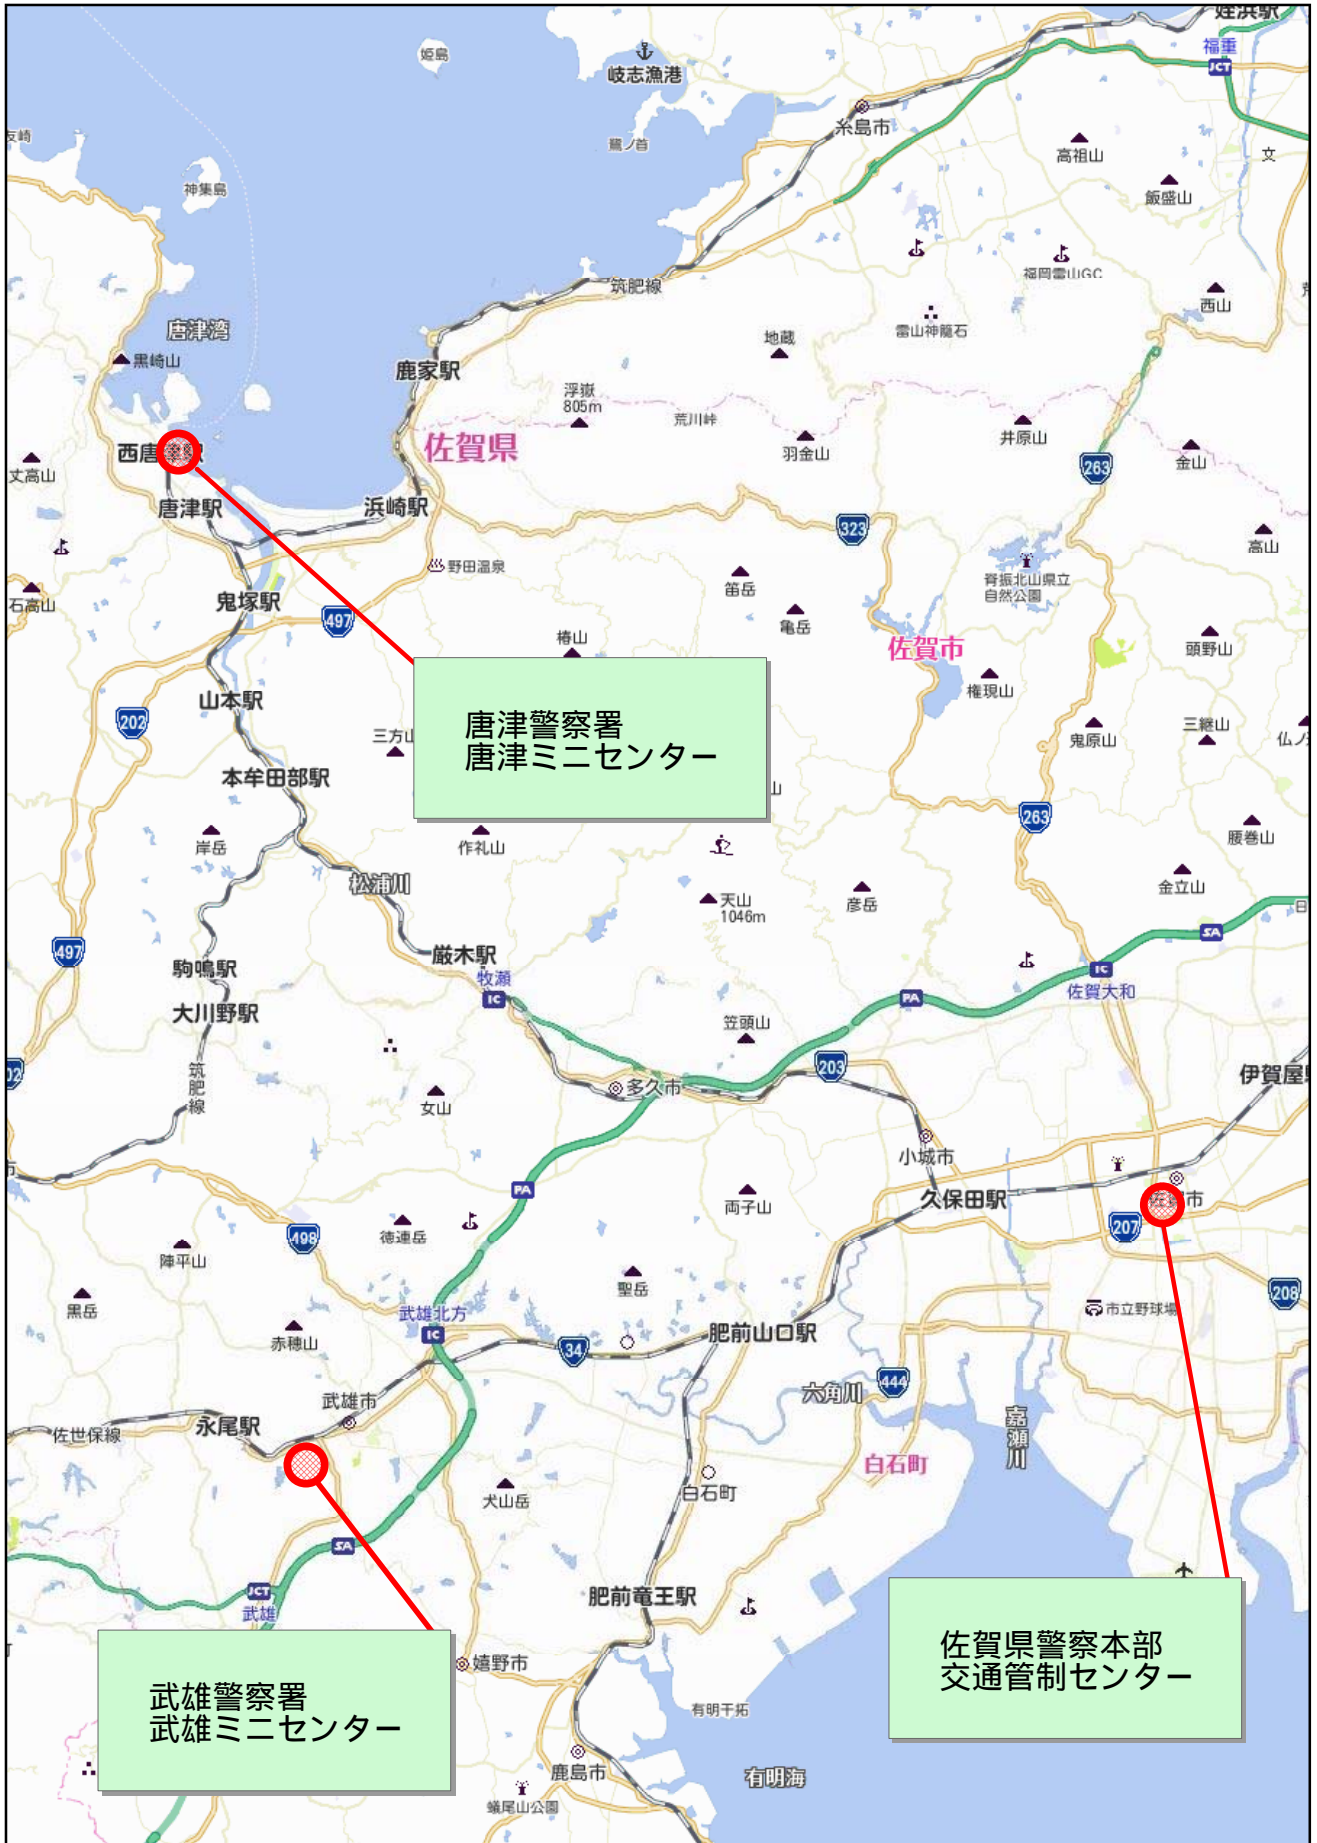 姪浜駅
福重
JCT
姫島
岐志漁港
糸島市
友崎
鷺ノ首
高祖山
文
神集島
飯盛山
福岡雷山GC
筑肥線
西山
唐津湾
雷山神籠石
地蔵
黒崎山
鹿家駅
浮嶽
805m
荒川峠
佐賀県
井原山
羽金山
金山
263
丈高山
唐津駅
浜崎駅
323
高山
野田温泉
笛岳
脊振北山県立
自然公園
石高山
鬼塚駅
497
亀岳
椿山
頭野山
佐賀市
権現山
山本駅
202
唐津警察署
唐津ミニセンター
三方山
鬼原山
三継山
本牟田部駅
山
263
岸岳
作礼山
腰巻山
松浦川
天山
1046m
彦岳
金立山
SA
日
497
厳木駅
駒鳴駅
牧瀬
IC
IC
佐賀大和
PA
大川野駅
笠頭山
203
筑肥線
多久市
伊賀屋
女山
小城市
久保田駅
PA
両子山
207
498
徳連岳
陣平山
聖岳
黒岳
208
市立野球場
武雄北方
IC
赤穂山
34
肥前山口駅
444
六角川
武雄市
永尾駅
佐世保線
嘉瀬川
白石町
白石町
犬山岳
SA
JCT
武雄
肥前竜王駅
佐賀県警察本部
交通管制センター
嬉野市
武雄警察署
武雄ミニセンター
有明干拓
鹿島市
有明海
蟻尾山公園